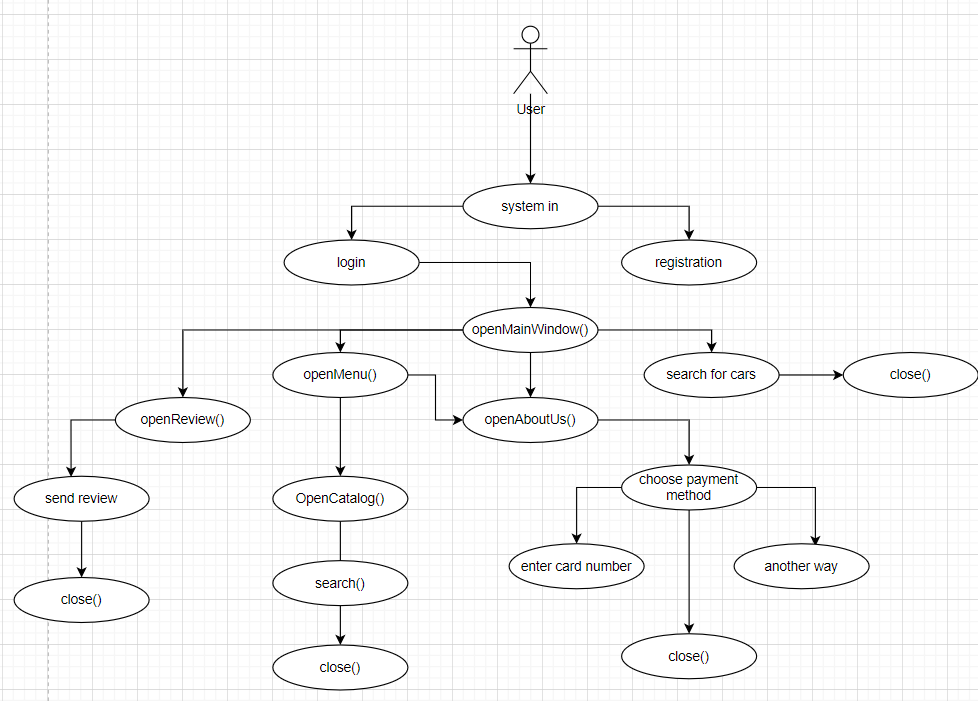 User
system in
login
registration
openMainWindow()
openMenu()
search for cars
close()
openReview()
openAboutUs()
send review
OpenCatalog()
choose payment
method
enter card number
another way
search()
close()
close()
close()